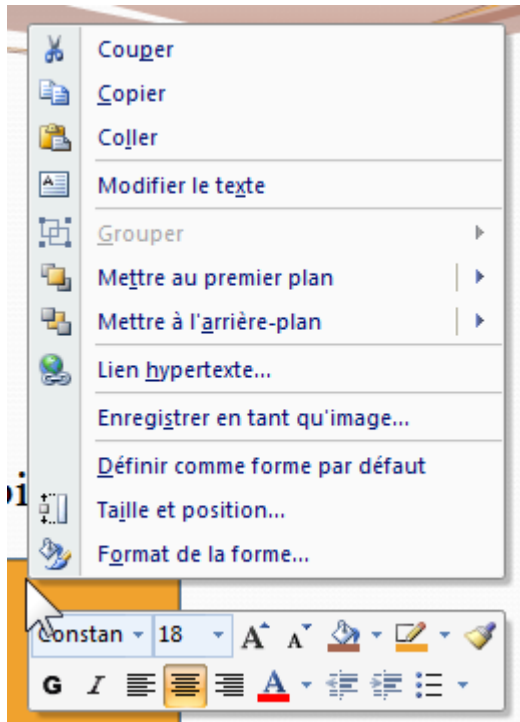 Couper
Copier
Coller
Modifier le texte
Grouper
Mettre au premier plan
Mettre à l'arrière-plan
Lien hypertexte...
Enregistrer en tant qu'image...
Définir comme forme par défaut
Taille et position...
Format de la forme...
Constan 18 A A
G I A